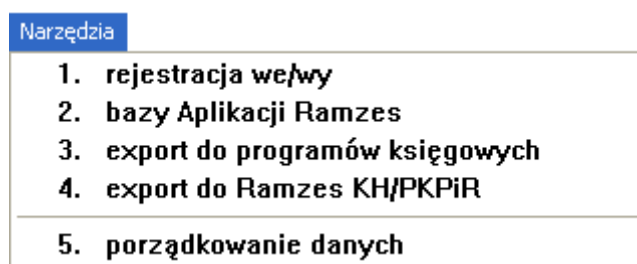 Narzędzia
1. rejestracja we/wy
2. bazy Aplikacji Ramzes
3. export do programów księgowych
4. export do Ramzes KH/PKPiR
5. porządkowanie danych